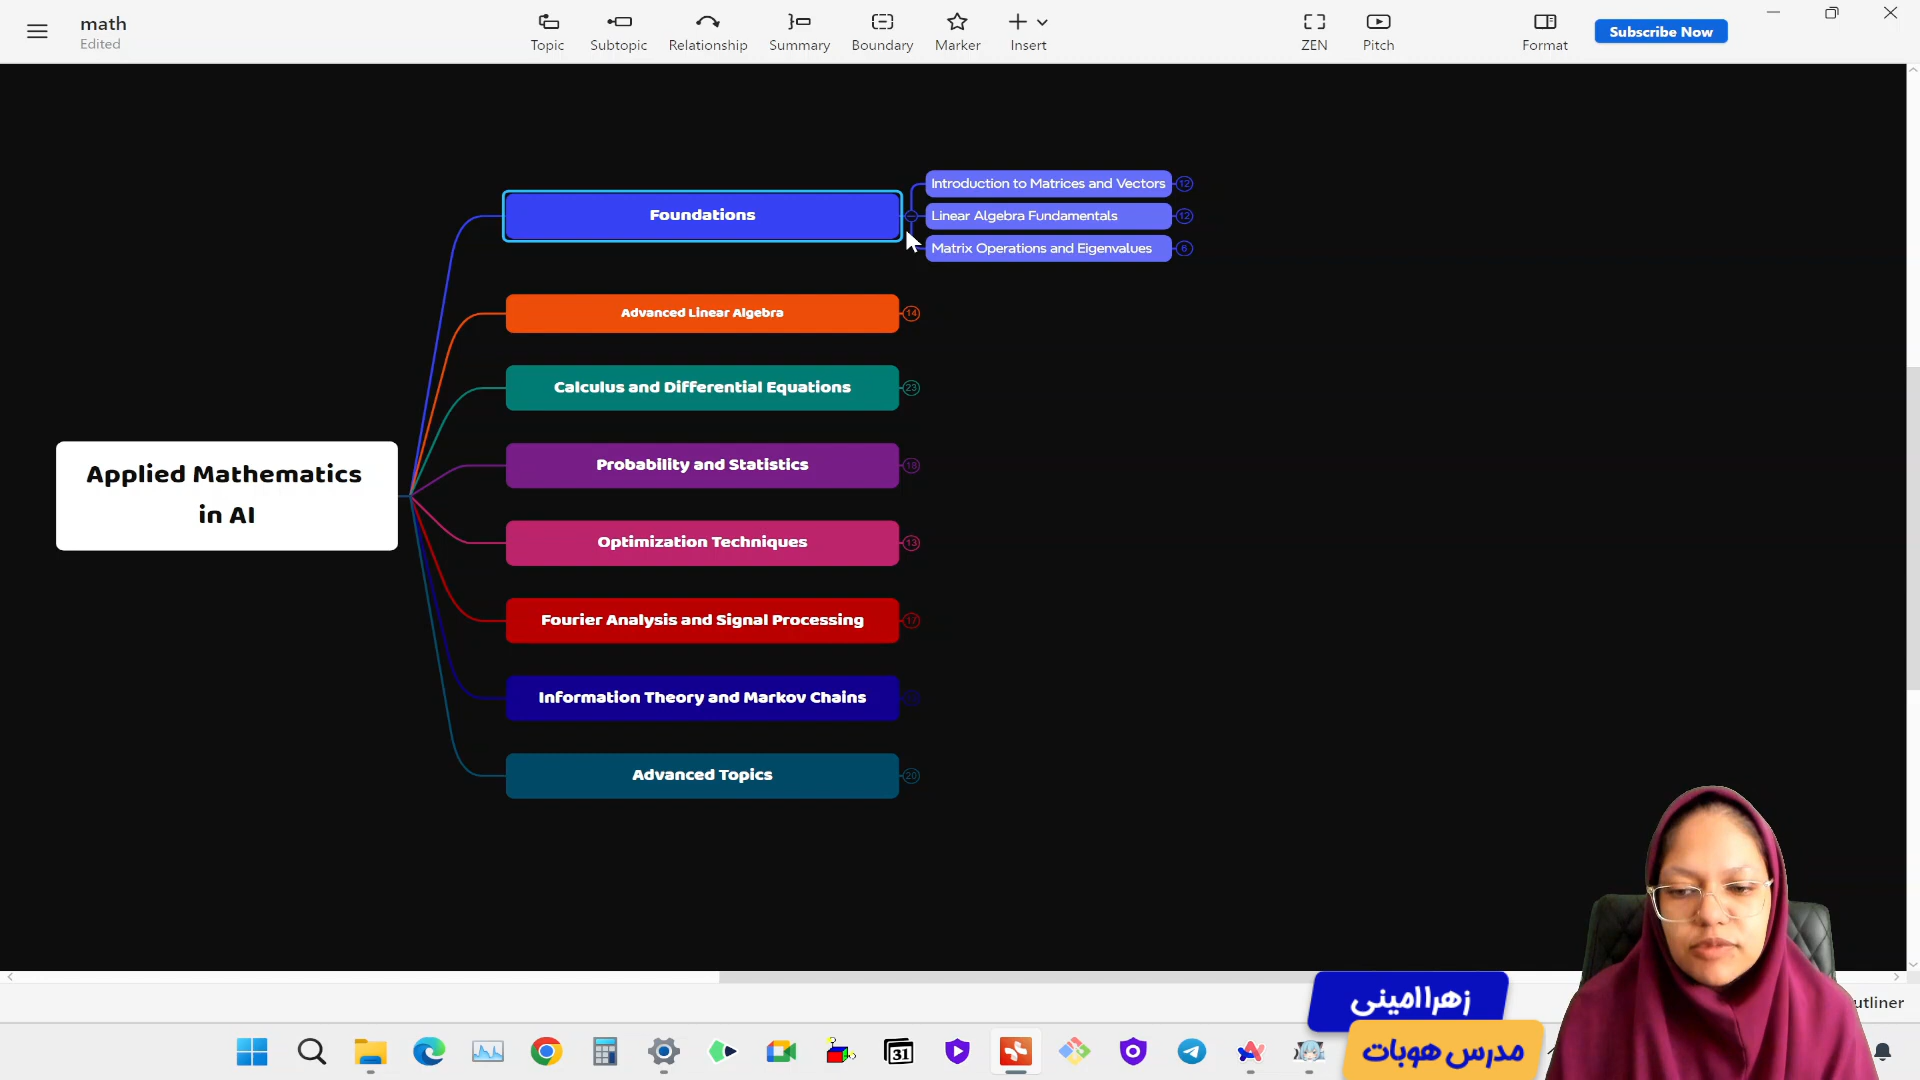 math
Edited
Topic
Subtopic
Relationship
Summary
Boundary
Marker
Insert
ZEN
Pitch
Format
Subscribe Now
Applied Mathematics
in AI
Foundations
Introduction to Matrices and Vectors
12
Linear Algebra Fundamentals
12
Matrix Operations and Eigenvalues
6
Advanced Linear Algebra
14
Calculus and Differential Equations
23
Probability and Statistics
18
Optimization Techniques
13
Fourier Analysis and Signal Processing
17
Information Theory and Markov Chains
Advanced Topics
20
utliner
زهرا امینی
مدرس هوبات
31